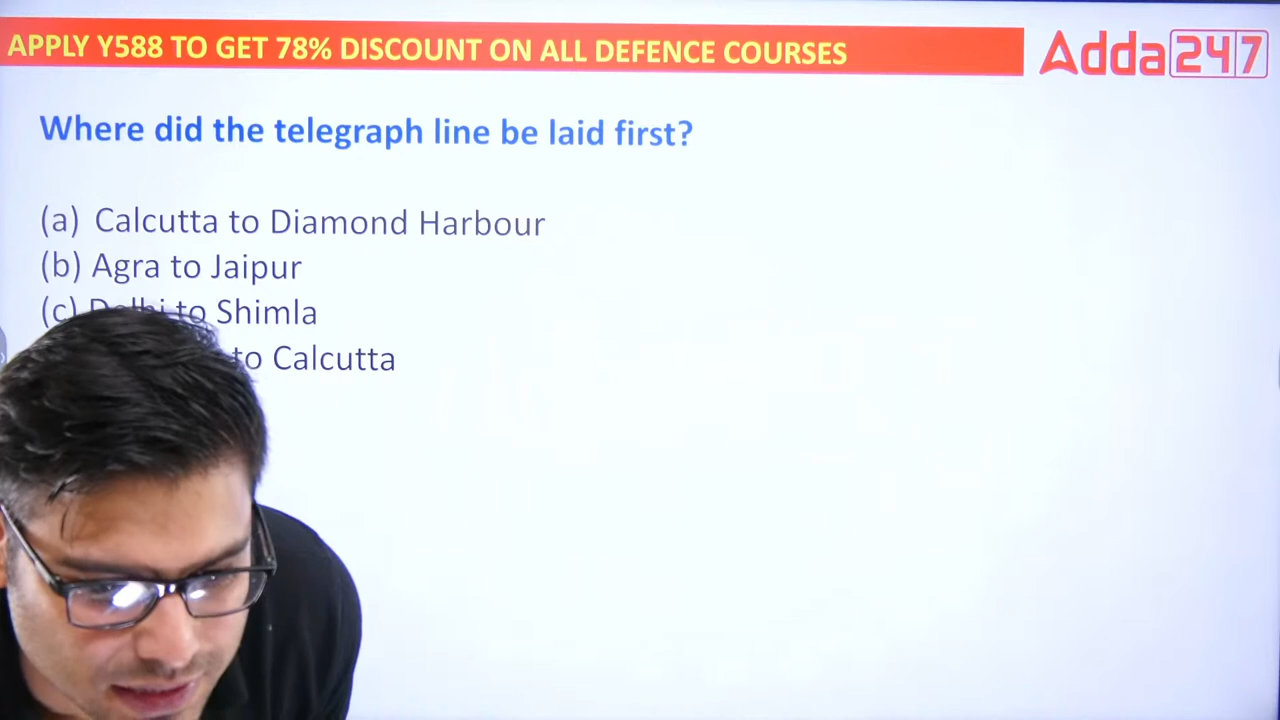 APPLY Y588 TO GET 78% DISCOUNT ON ALL DEFENCE COURSES
Adda247
Where did the telegraph line be laid first?
(a) Calcutta to Diamond Harbour
(b) Agra to Jaipur
(c) Delhi to Shimla
to Calcutta